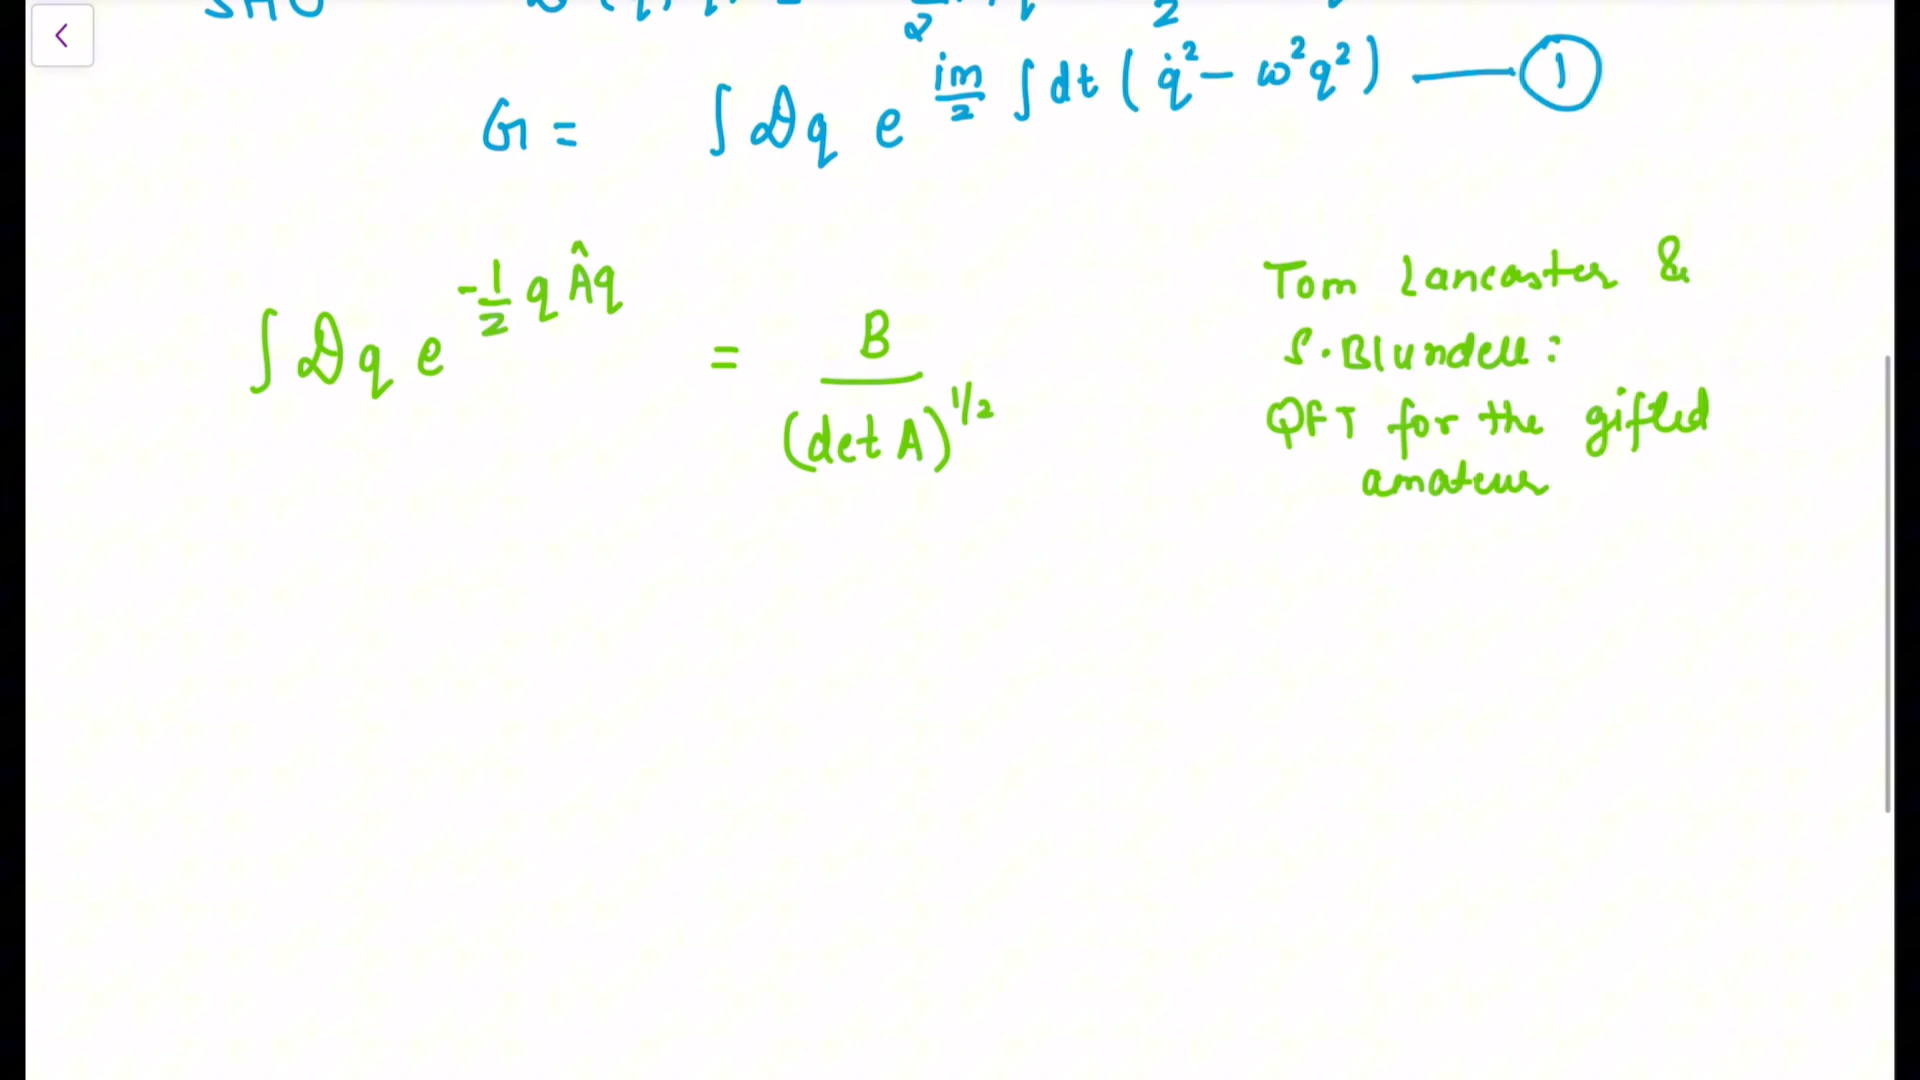 SHO
G = ∫ 𝒟q e^{im/2 ∫dt (q̇² − ω²q²)} —— ①
∫ 𝒟q e^{-1/2 q Â q} = B / (det A)^{1/2}
Tom Lancaster &
S. Blundell:
QFT for the gifted
amateur